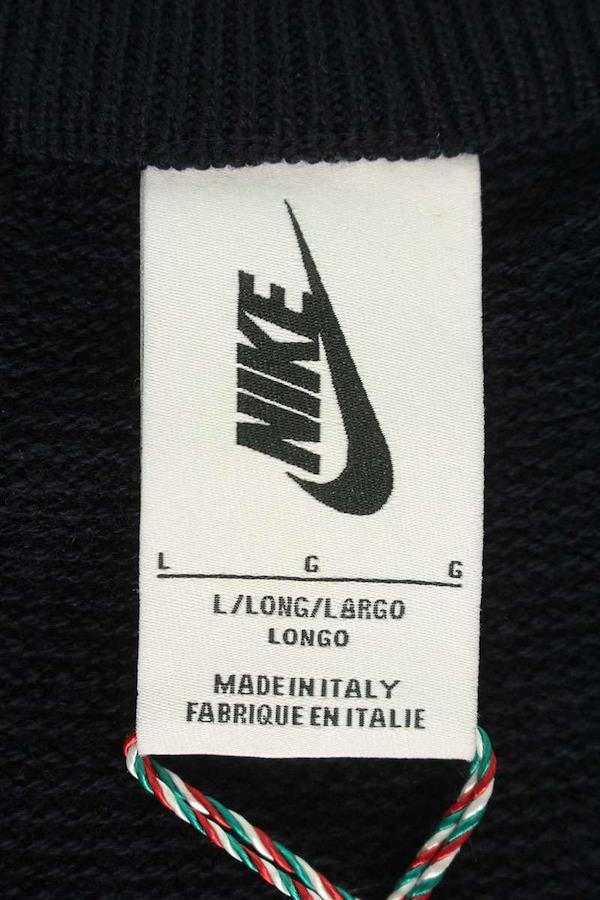 NIKE
L G G
L/LONG/LARGO
LONGO
MADE IN ITALY
FABRIQUE EN ITALIE